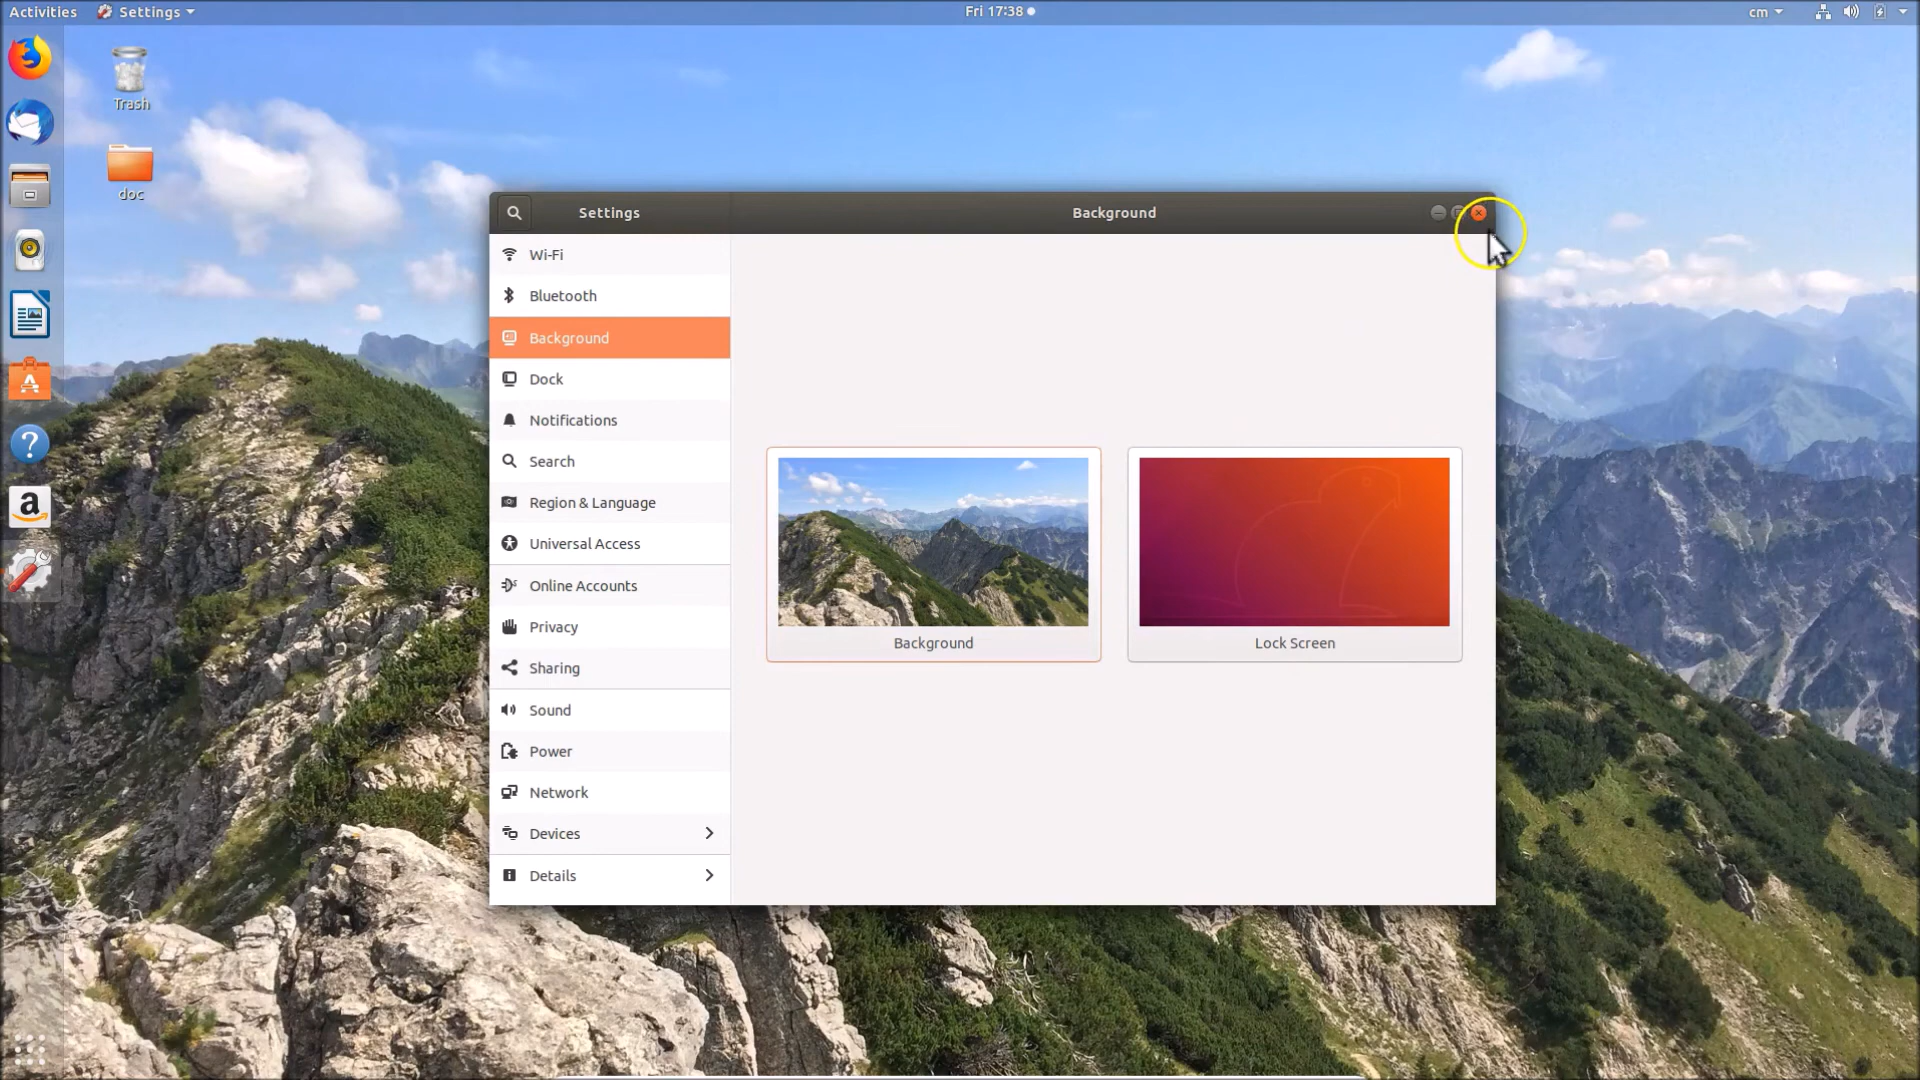 Activities
Settings
Fri 17:38
cm
Trash
doc
Settings
Background
Wi-Fi
Bluetooth
Background
Dock
Notifications
Search
Region & Language
Universal Access
Online Accounts
Privacy
Sharing
Sound
Power
Network
Devices
Details
Background
Lock Screen